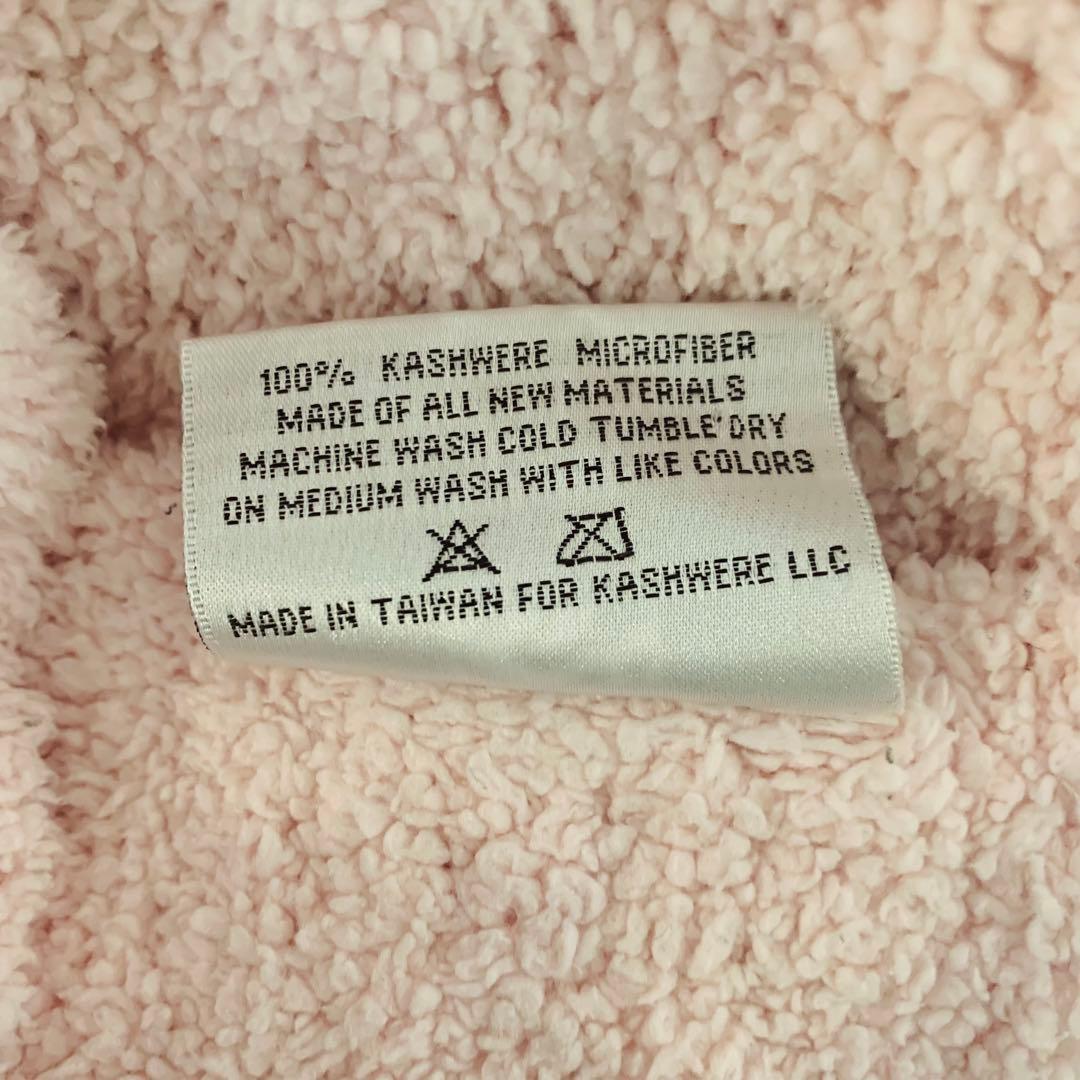 100% KASHWERE MICROFIBER
MADE OF ALL NEW MATERIALS
MACHINE WASH COLD TUMBLE DRY
ON MEDIUM WASH WITH LIKE COLORS
MADE IN TAIWAN FOR KASHWERE LLC